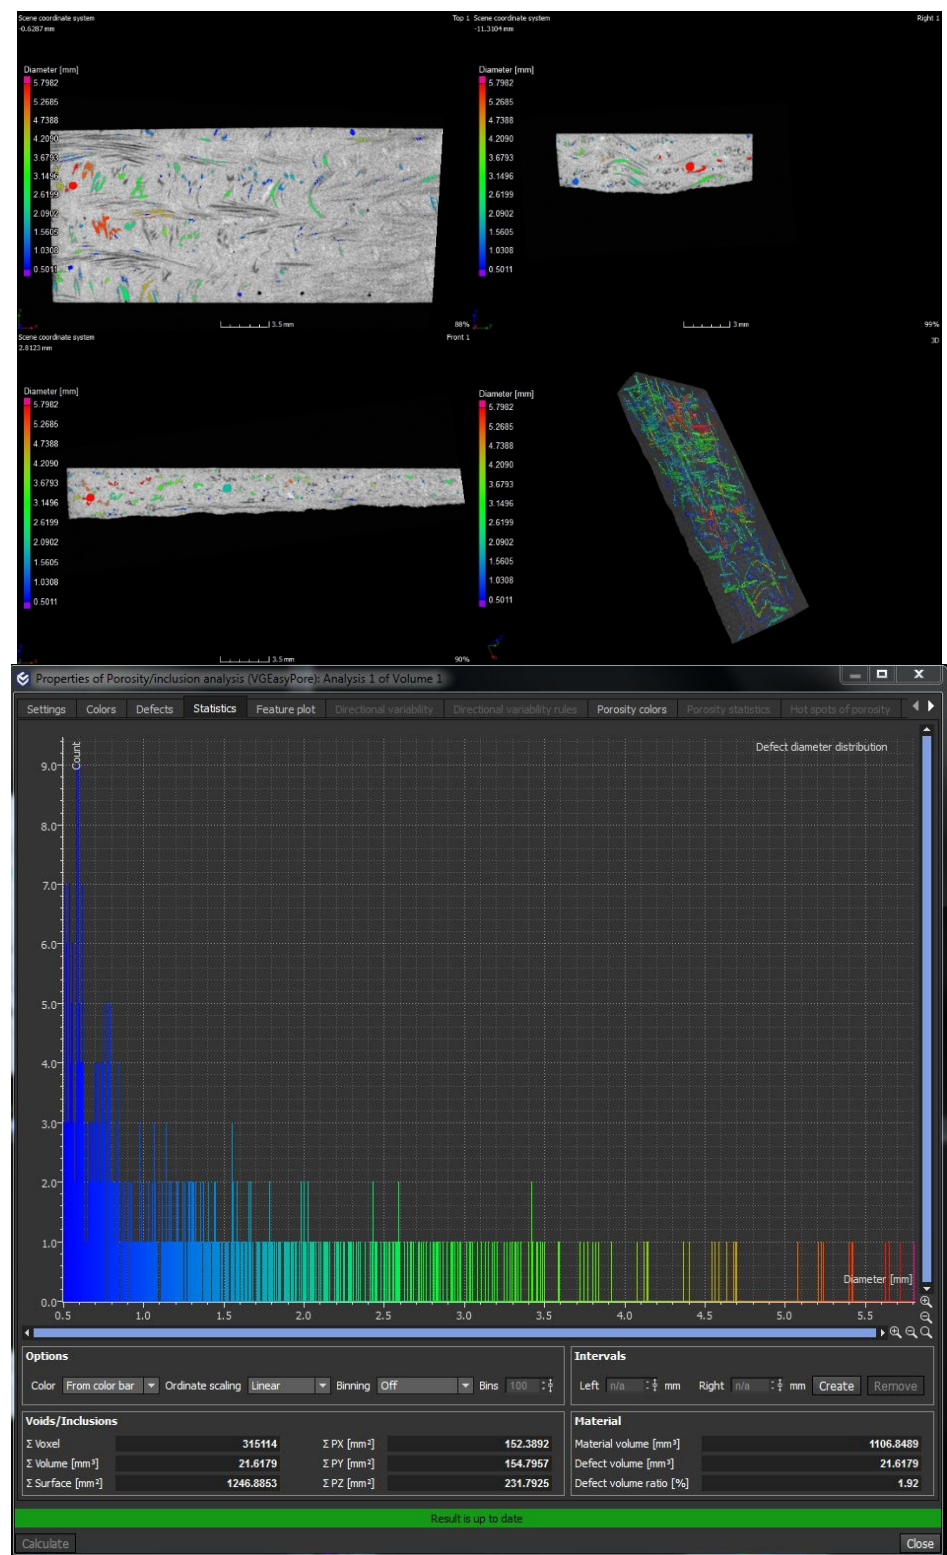 Scene coordinate system
-0.6287 mm
Top 1
Diameter [mm]
5.7982
5.2685
4.7388
4.2090
3.6793
3.1496
2.6199
2.0902
1.5605
1.0308
0.5011
3.5 mm
88%
Scene coordinate system
-11.3104 mm
Right 1
Diameter [mm]
5.7982
5.2685
4.7388
4.2090
3.6793
3.1496
2.6199
2.0902
1.5605
1.0308
0.5011
3 mm
99%
Scene coordinate system
2.8123 mm
Front 1
Diameter [mm]
5.7982
5.2685
4.7388
4.2090
3.6793
3.1496
2.6199
2.0902
1.5605
1.0308
0.5011
3.5 mm
90%
3D
Diameter [mm]
5.7982
5.2685
4.7388
4.2090
3.6793
3.1496
2.6199
2.0902
1.5605
1.0308
0.5011
Properties of Porosity/inclusion analysis (VGEasyPore): Analysis 1 of Volume 1
Settings Colors Defects Statistics Feature plot Directional variability Directional variability rules Porosity colors Porosity statistics Hot spots of porosity
Defect diameter distribution
Count
9.0
8.0
7.0
6.0
5.0
4.0
3.0
2.0
1.0
0.0
Diameter [mm]
0.5 1.0 1.5 2.0 2.5 3.0 3.5 4.0 4.5 5.0 5.5
Options
Color From color bar Ordinate scaling Linear Binning Off Bins 100
Intervals
Left n/a mm Right n/a mm Create Remove
Voids/Inclusions
Σ Voxel 315114 Σ PX [mm²] 152.3892
Σ Volume [mm³] 21.6179 Σ PY [mm²] 154.7957
Σ Surface [mm²] 1246.8853 Σ PZ [mm²] 231.7925
Material
Material volume [mm³] 1106.8489
Defect volume [mm³] 21.6179
Defect volume ratio [%] 1.92
Result is up to date
Calculate
Close